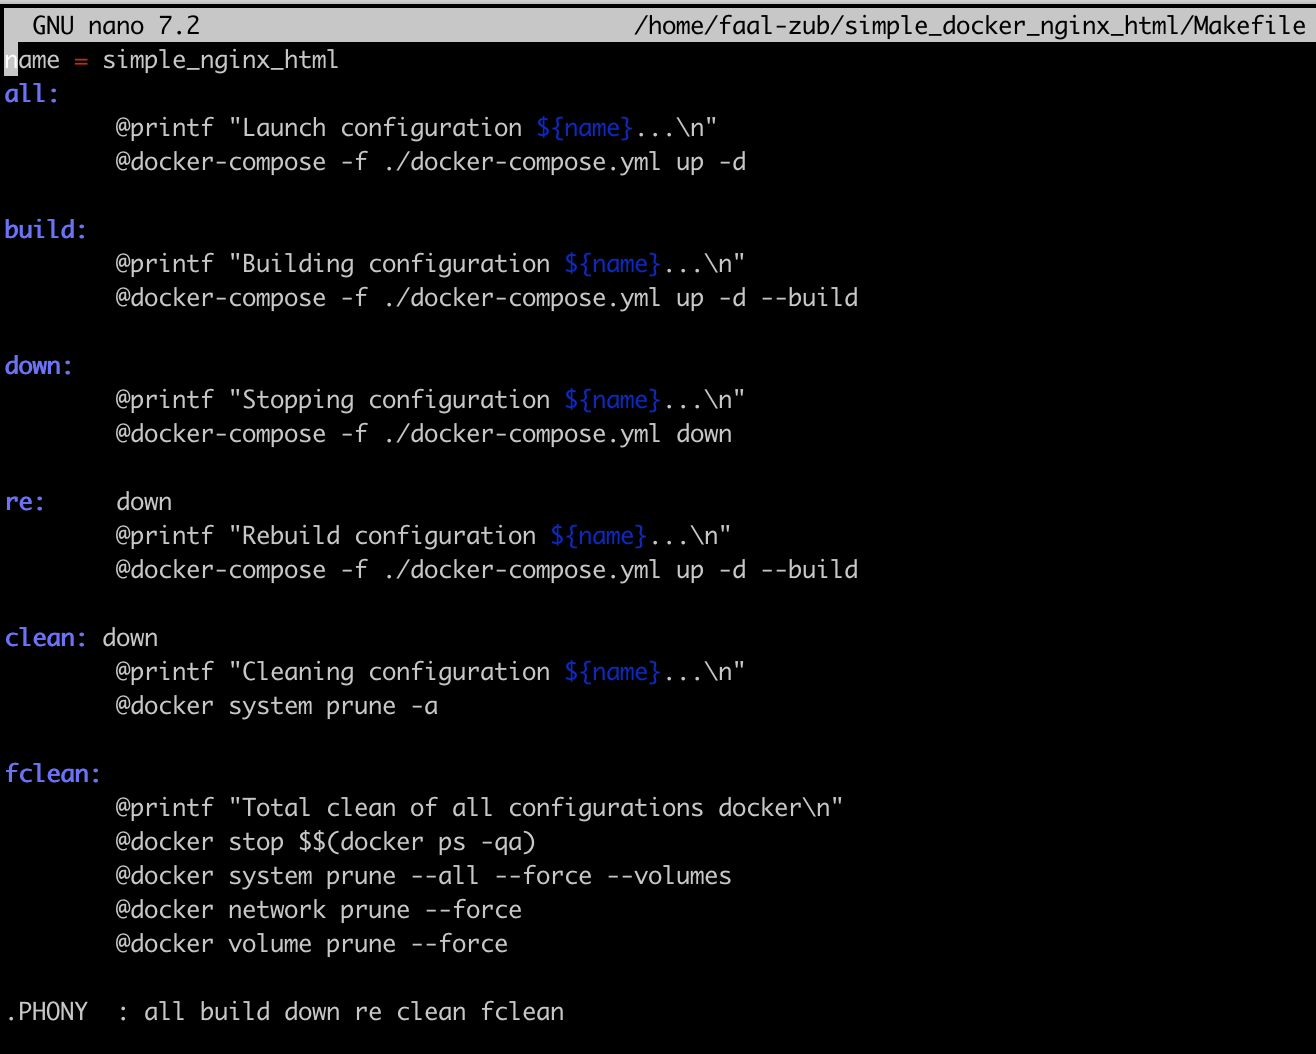 GNU nano 7.2 /home/faal-zub/simple_docker_nginx_html/Makefile
name = simple_nginx_html
all:
@printf "Launch configuration ${name}...\n"
@docker-compose -f ./docker-compose.yml up -d
build:
@printf "Building configuration ${name}...\n"
@docker-compose -f ./docker-compose.yml up -d --build
down:
@printf "Stopping configuration ${name}...\n"
@docker-compose -f ./docker-compose.yml down
re: down
@printf "Rebuild configuration ${name}...\n"
@docker-compose -f ./docker-compose.yml up -d --build
clean: down
@printf "Cleaning configuration ${name}...\n"
@docker system prune -a
fclean:
@printf "Total clean of all configurations docker\n"
@docker stop $$(docker ps -qa)
@docker system prune --all --force --volumes
@docker network prune --force
@docker volume prune --force
.PHONY : all build down re clean fclean